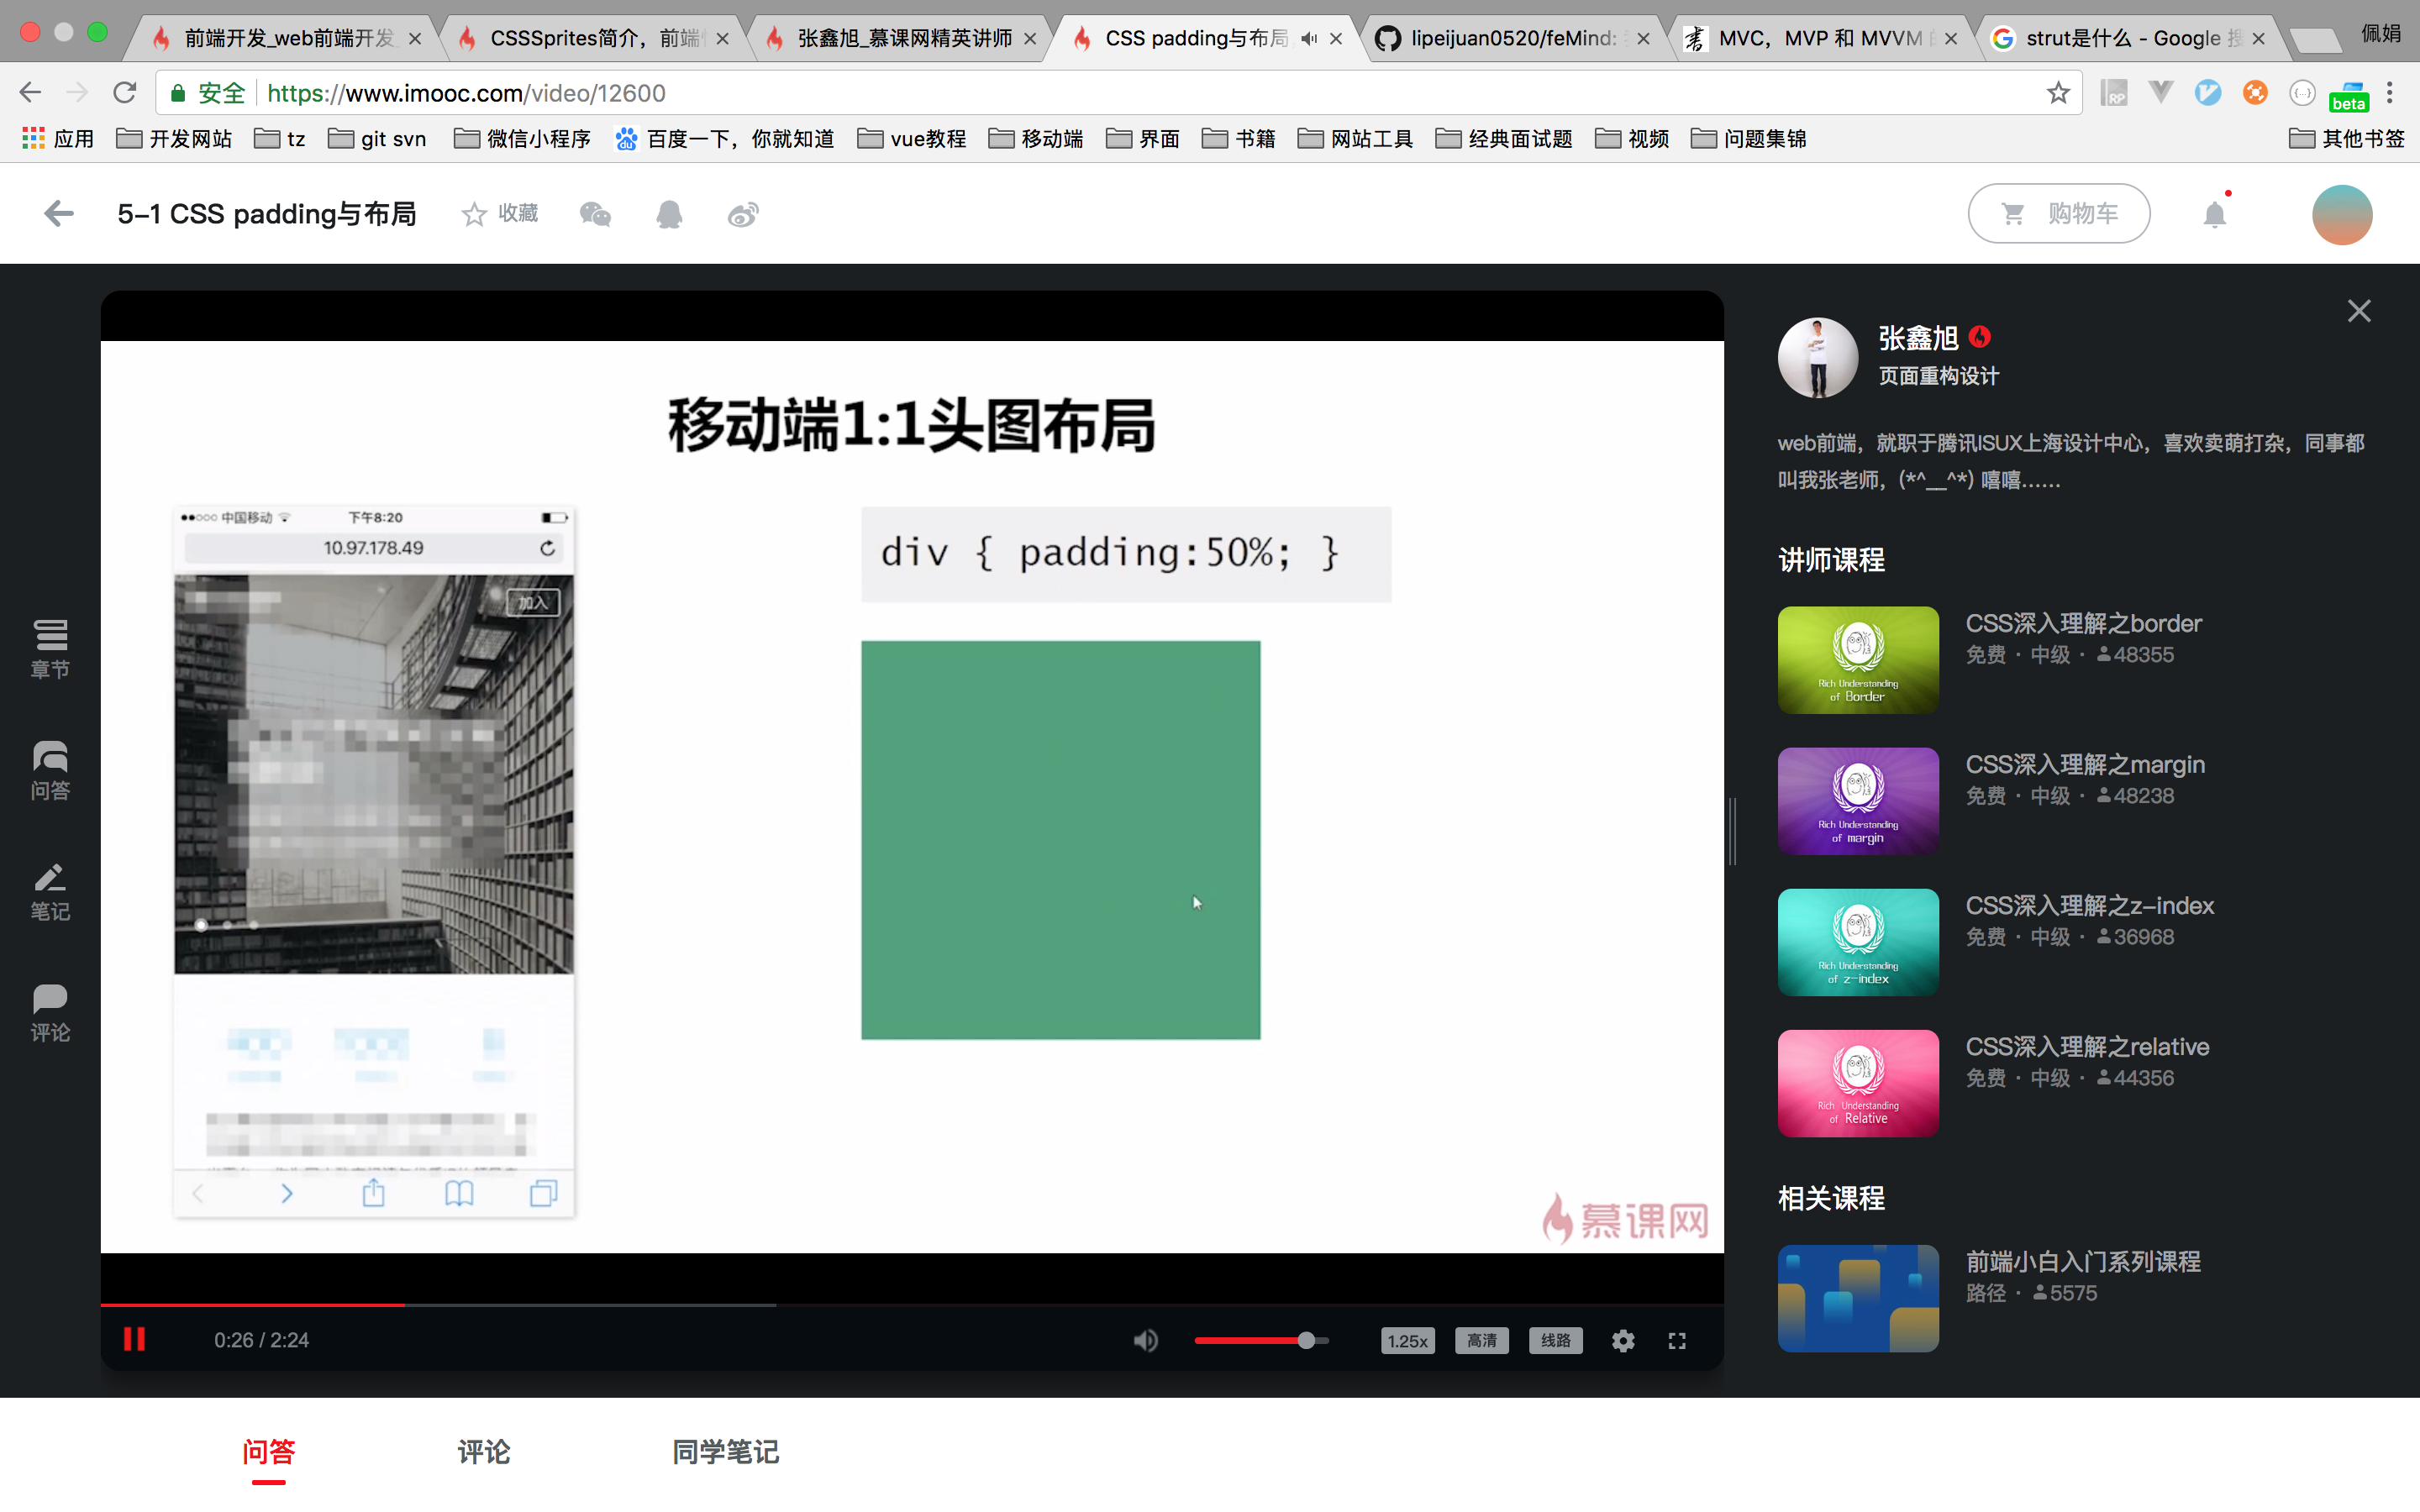 前端开发_web前端开发
CSSSprites简介，前端
张鑫旭_慕课网精英讲师
CSS padding与布局
lipeijuan0520/feMind:
MVC，MVP 和 MVVM
strut是什么 - Google 搜
佩娟
安全
https://www.imooc.com/video/12600
RP
beta
应用
开发网站
tz
git svn
微信小程序
百度一下，你就知道
vue教程
移动端
界面
书籍
网站工具
经典面试题
视频
问题集锦
其他书签
5-1 CSS padding与布局
收藏
购物车
章节
问答
笔记
评论
移动端1:1头图布局
中国移动
下午8:20
10.97.178.49
加入
div { padding:50%; }
慕课网
0:26 / 2:24
1.25x
高清
线路
张鑫旭
页面重构设计
web前端，就职于腾讯ISUX上海设计中心，喜欢卖萌打杂，同事都
叫我张老师，(*^__^*) 嘻嘻……
讲师课程
Rich Understanding
of Border
CSS深入理解之border
免费 · 中级 · 48355
Rich Understanding
of margin
CSS深入理解之margin
免费 · 中级 · 48238
Rich Understanding
of z-index
CSS深入理解之z-index
免费 · 中级 · 36968
Rich Understanding
of Relative
CSS深入理解之relative
免费 · 中级 · 44356
相关课程
前端小白入门系列课程
路径 · 5575
问答
评论
同学笔记